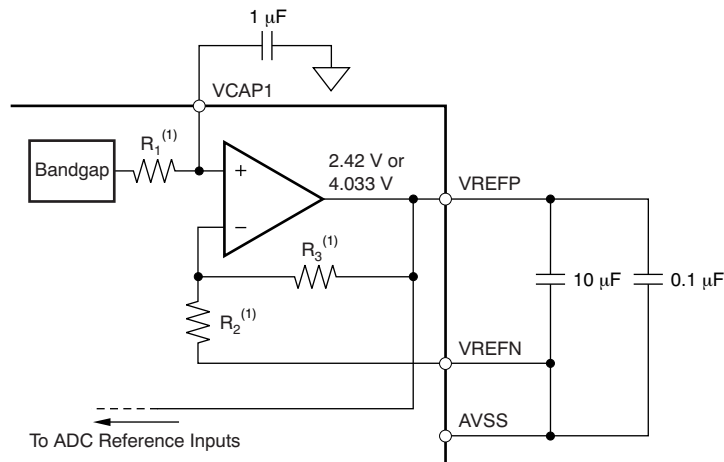 1 μF
VCAP1
R1(1)
Bandgap
+
2.42 V or
4.033 V
VREFP
−
R3(1)
10 μF
0.1 μF
R2(1)
VREFN
AVSS
To ADC Reference Inputs